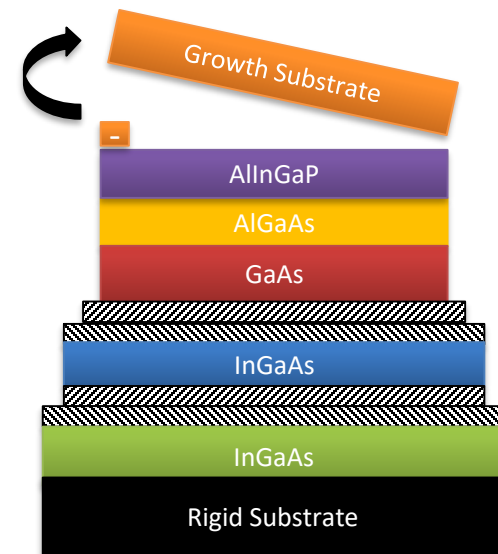 Growth Substrate
-
AlInGaP
AlGaAs
GaAs
InGaAs
InGaAs
Rigid Substrate